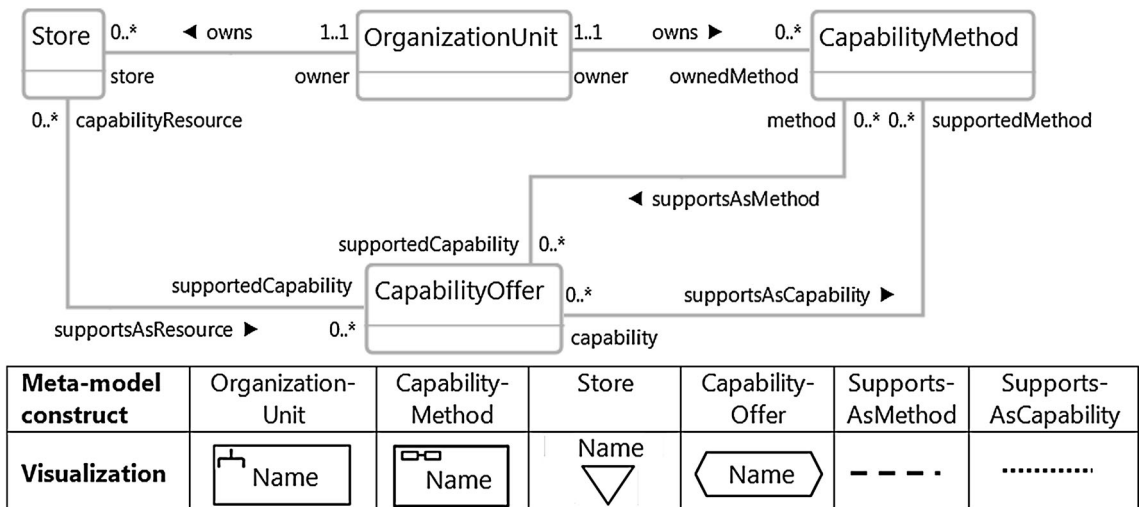 Store 0..* ◄ owns 1..1 OrganizationUnit 1..1 owns ► 0..* CapabilityMethod
store owner owner ownedMethod
0..* capabilityResource method 0..* 0..* supportedMethod
◄ supportsAsMethod
supportedCapability 0..*
supportedCapability CapabilityOffer 0..* supportsAsCapability ►
supportsAsResource ► 0..* capability
Meta-model Organization- Capability- Store Capability- Supports- Supports-
construct Unit Method Offer AsMethod AsCapability
Visualization Name Name Name Name